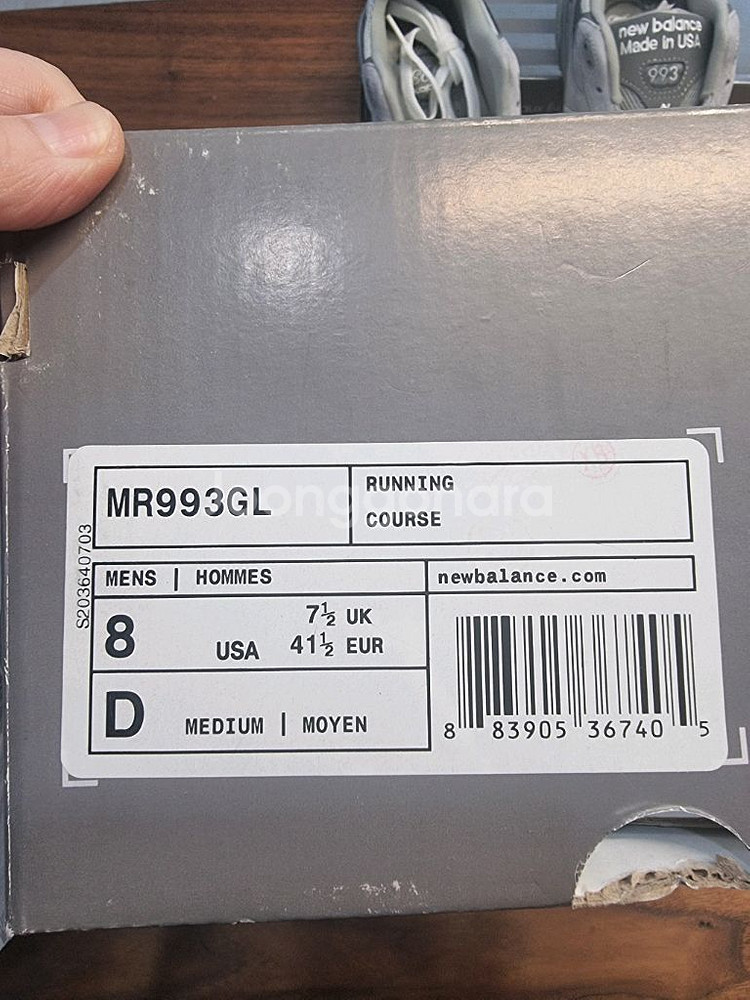 new balance
Made in USA
993
MR993GL
RUNNING
COURSE
joonggonara
S203640703
MENS | HOMMES
newbalance.com
8 USA
7½ UK
41½ EUR
D MEDIUM | MOYEN
8 83905 36740 5